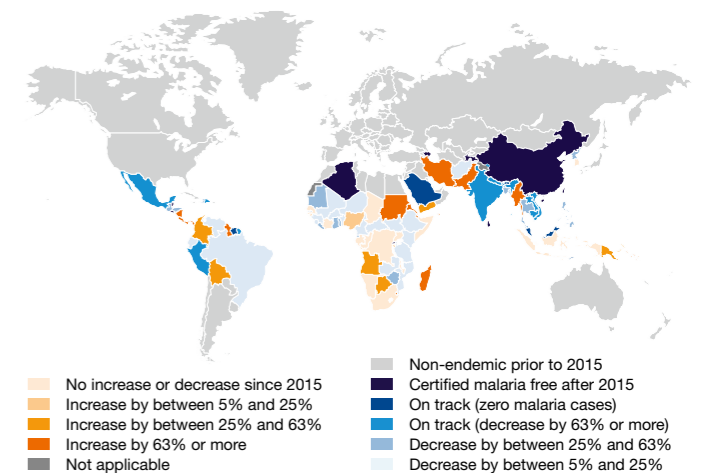 No increase or decrease since 2015
Increase by between 5% and 25%
Increase by between 25% and 63%
Increase by 63% or more
Not applicable
Non-endemic prior to 2015
Certified malaria free after 2015
On track (zero malaria cases)
On track (decrease by 63% or more)
Decrease by between 25% and 63%
Decrease by between 5% and 25%